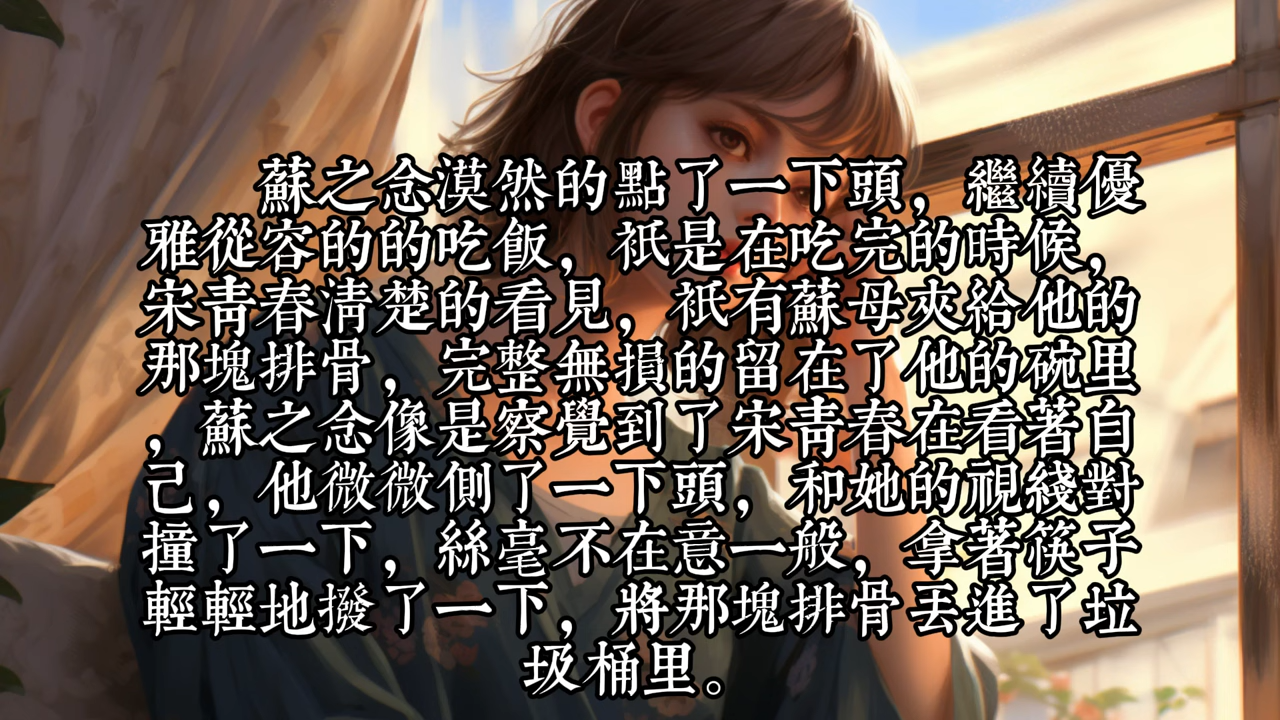 蘇之念漠然的點了一下頭，繼續優
雅從容的的吃飯，衹是在吃完的時候，
宋青春清楚的看見，衹有蘇母夾給他的
那塊排骨，完整無損的留在了他的碗里
，蘇之念像是察覺到了宋青春在看著自
己，他微微側了一下頭，和她的視綫對
撞了一下，絲毫不在意一般，拿著筷子
輕輕地撥了一下，將那塊排骨丟進了垃
圾桶里。